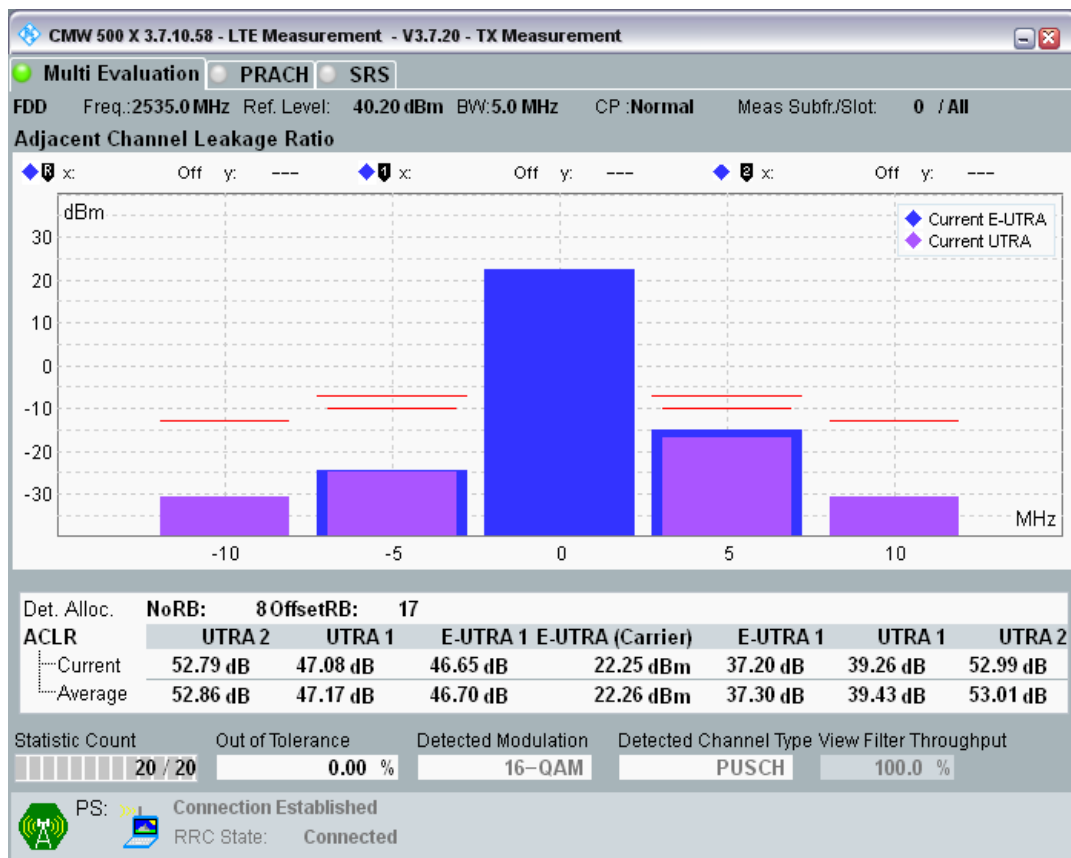 CMW 500 X 3.7.10.58 - LTE Measurement - V3.7.20 - TX Measurement
Multi Evaluation PRACH SRS
FDD Freq.:2535.0 MHz Ref. Level: 40.20 dBm BW:5.0 MHz CP :Normal Meas Subfr./Slot: 0 / All
Adjacent Channel Leakage Ratio
R x: Off y: --- 1 x: Off y: --- 2 x: Off y: ---
dBm
Current E-UTRA
Current UTRA
30
20
10
0
-10
-20
-30
MHz
-10 -5 0 5 10
Det. Alloc. NoRB: 8 OffsetRB: 17
ACLR UTRA 2 UTRA 1 E-UTRA 1 E-UTRA (Carrier) E-UTRA 1 UTRA 1 UTRA 2
Current 52.79 dB 47.08 dB 46.65 dB 22.25 dBm 37.20 dB 39.26 dB 52.99 dB
Average 52.86 dB 47.17 dB 46.70 dB 22.26 dBm 37.30 dB 39.43 dB 53.01 dB
Statistic Count Out of Tolerance Detected Modulation Detected Channel Type View Filter Throughput
20 / 20 0.00 % 16-QAM PUSCH 100.0 %
PS: Connection Established
RRC State: Connected